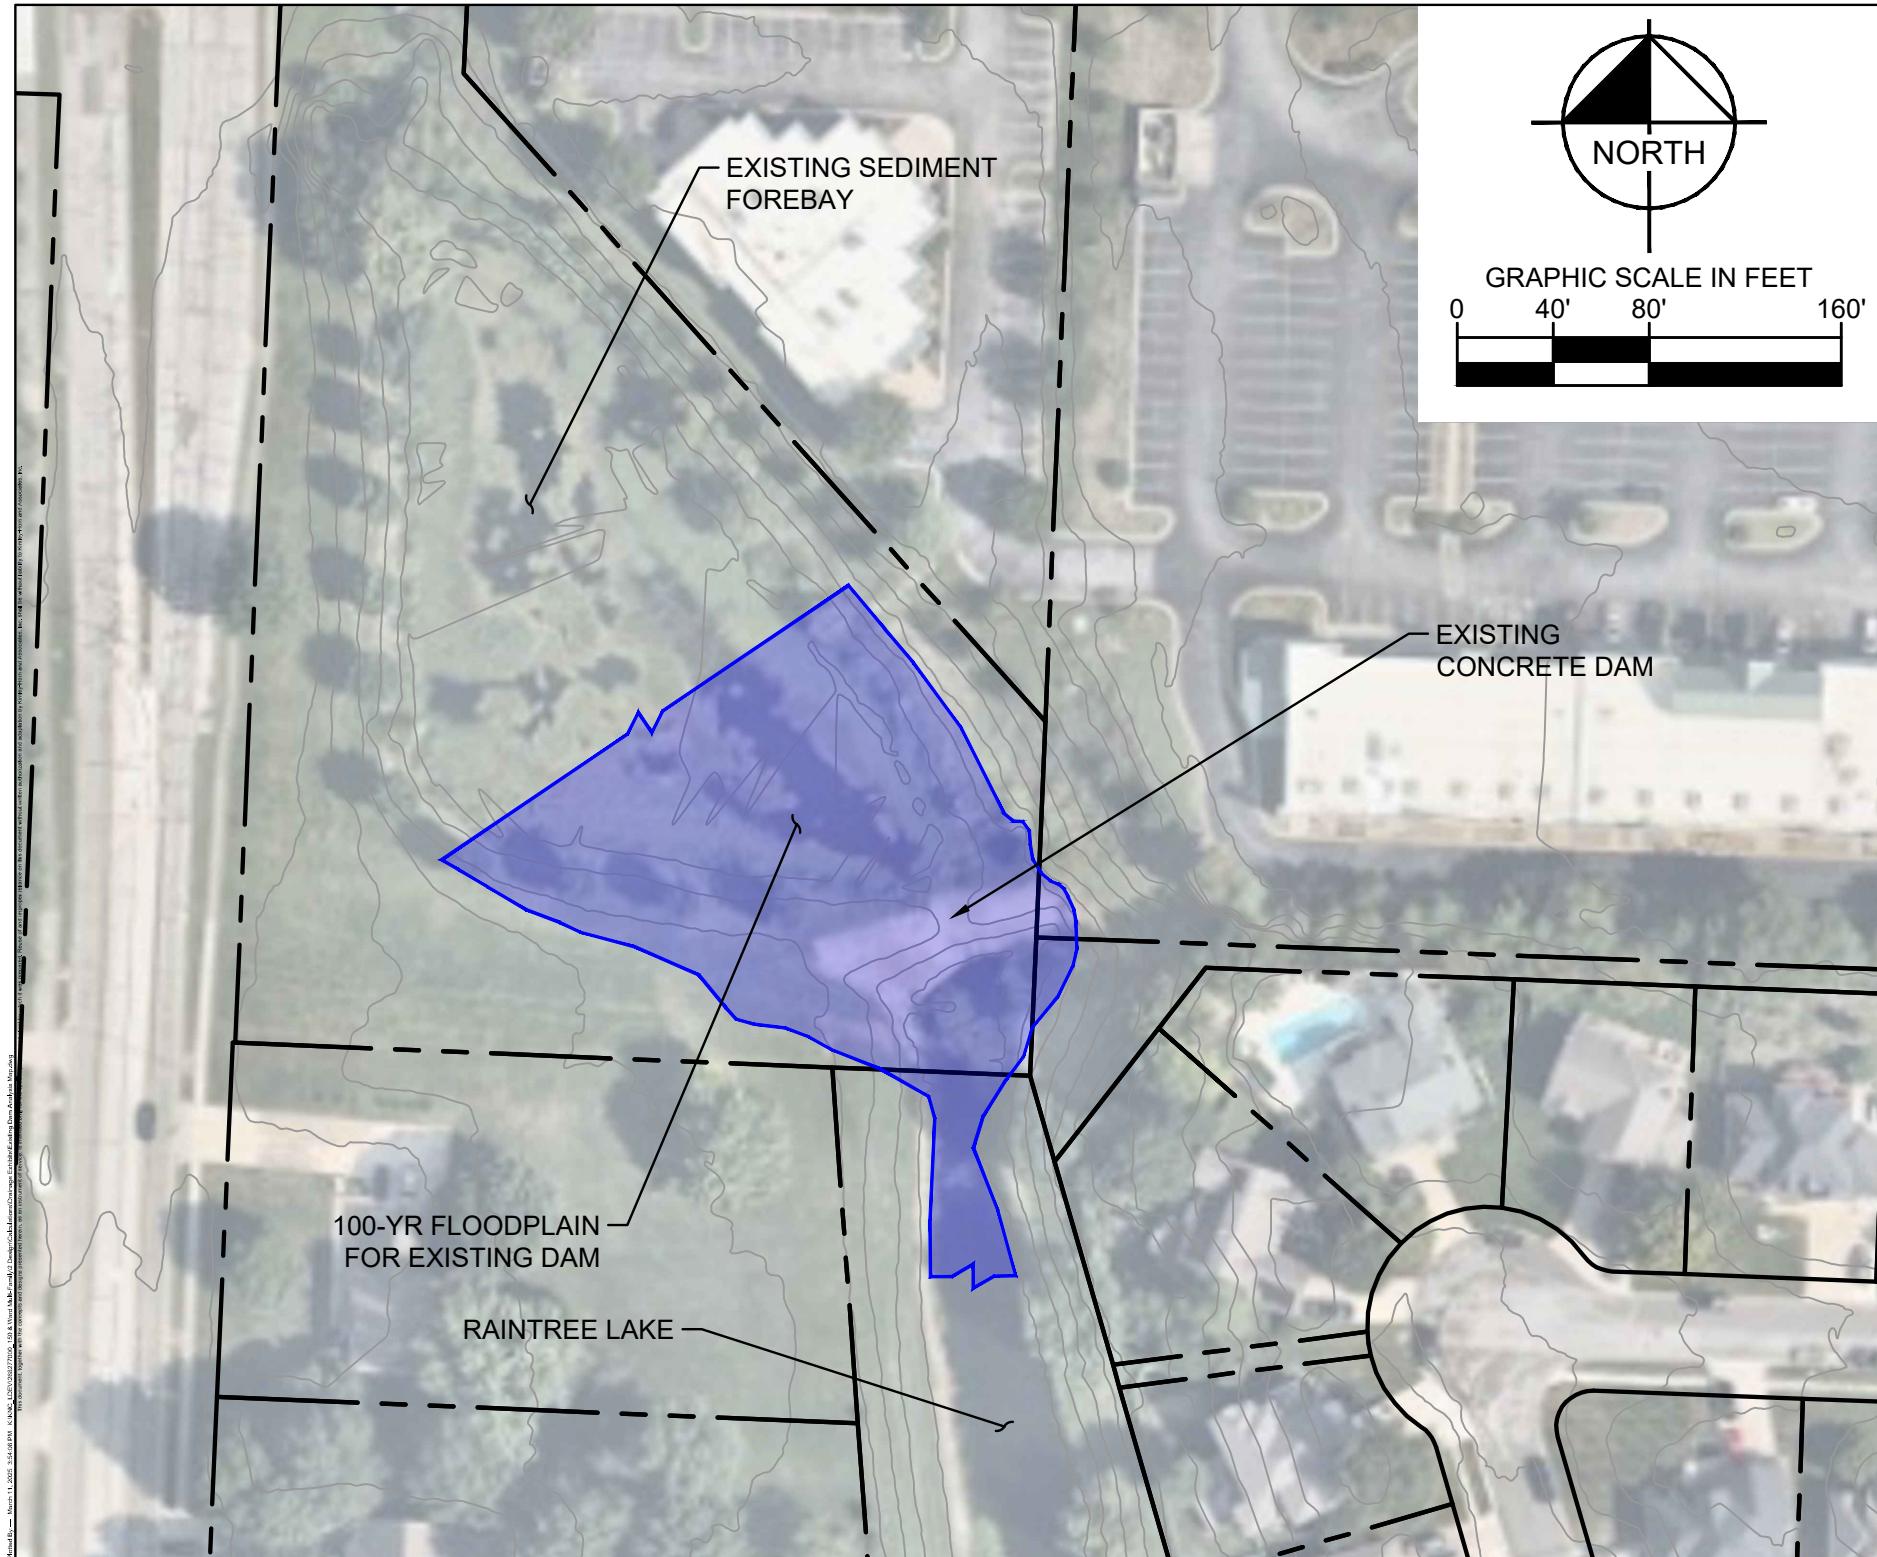 EXISTING SEDIMENT
FOREBAY
NORTH
GRAPHIC SCALE IN FEET
0 40' 80' 160'
EXISTING
CONCRETE DAM
100-YR FLOODPLAIN
FOR EXISTING DAM
RAINTREE LAKE